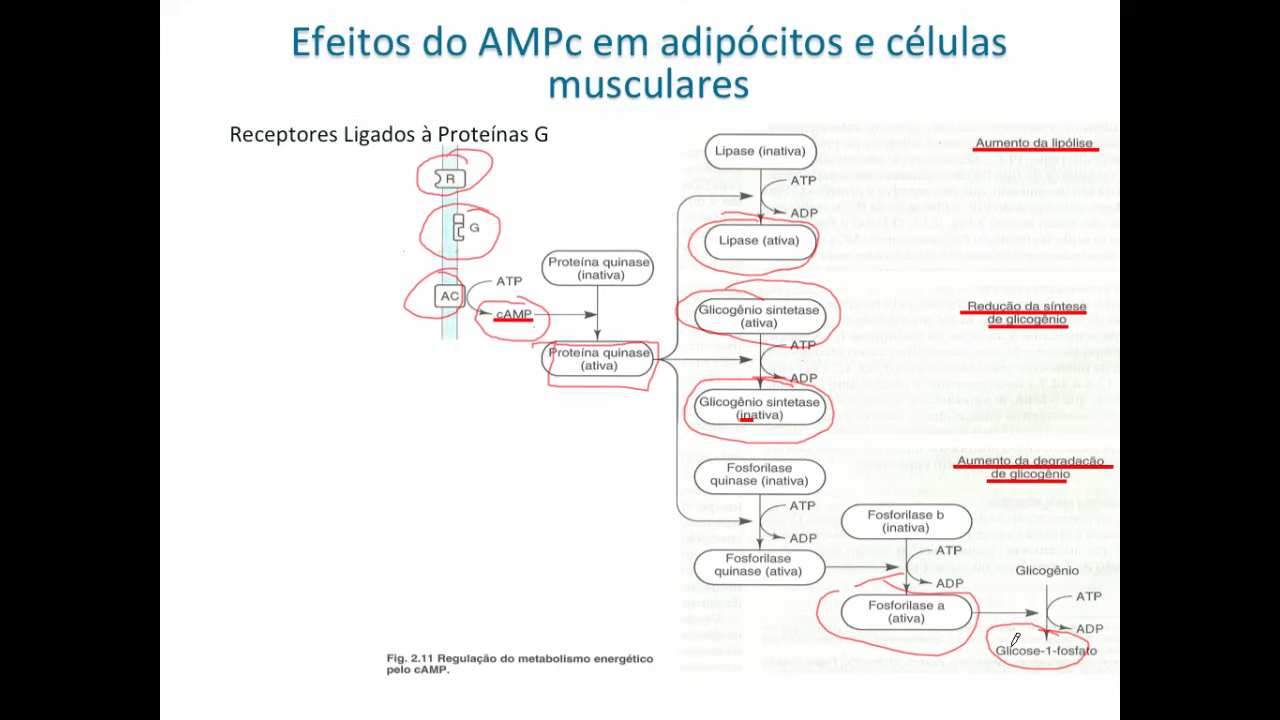 Efeitos do AMPc em adipócitos e células
musculares
Receptores Ligados à Proteínas G
R
G
AC
ATP
cAMP
Proteína quinase
(inativa)
Proteína quinase
(ativa)
Lipase (inativa)
ATP
ADP
Lipase (ativa)
Aumento da lipólise
Glicogênio sintetase
(ativa)
ATP
ADP
Glicogênio sintetase
(inativa)
Redução da síntese
de glicogênio
Fosforilase
quinase (inativa)
ATP
ADP
Fosforilase
quinase (ativa)
Aumento da degradação
de glicogênio
Fosforilase b
(inativa)
ATP
ADP
Fosforilase a
(ativa)
Glicogênio
ATP
ADP
Glicose-1-fosfato
Fig. 2.11 Regulação do metabolismo energético
pelo cAMP.